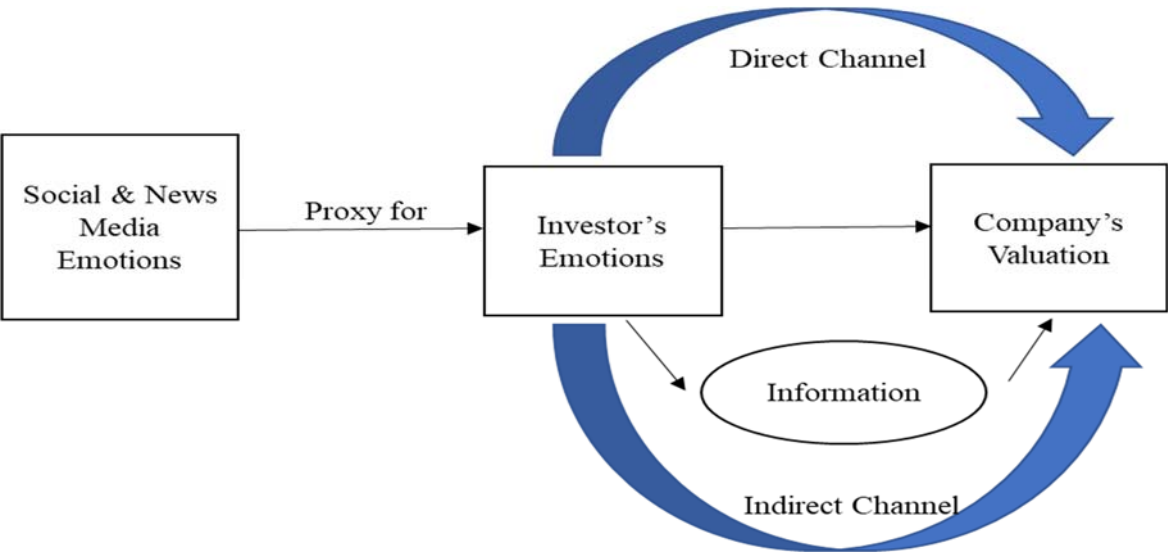 Direct Channel
Social & News
Media
Emotions
Proxy for
Investor’s
Emotions
Company’s
Valuation
Information
Indirect Channel